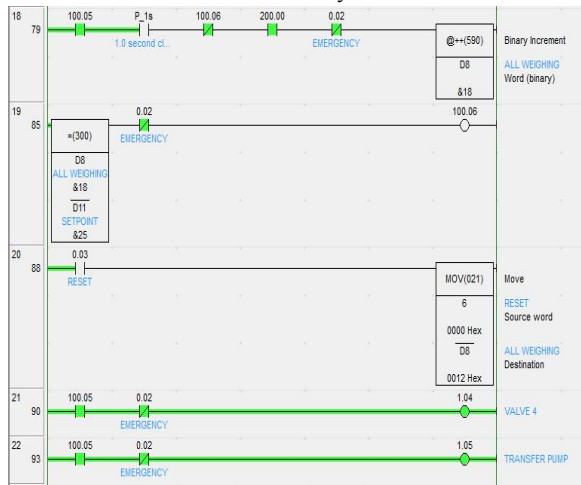 18
79
100.05 P_1s 100.06 200.00 0.02
1.0 second cl... EMERGENCY
@++(590) Binary Increment
D8 ALL WEIGHING
Word (binary)
&18
19
85
0.02 100.06
=(300) EMERGENCY
D8
ALL WEIGHING
&18
D11
SETPOINT
&25
20
88
0.03
RESET
MOV(021) Move
6 RESET
Source word
0000 Hex
D8 ALL WEIGHING
Destination
0012 Hex
21
90
100.05 0.02 1.04
EMERGENCY VALVE 4
22
93
100.05 0.02 1.05
EMERGENCY TRANSFER PUMP